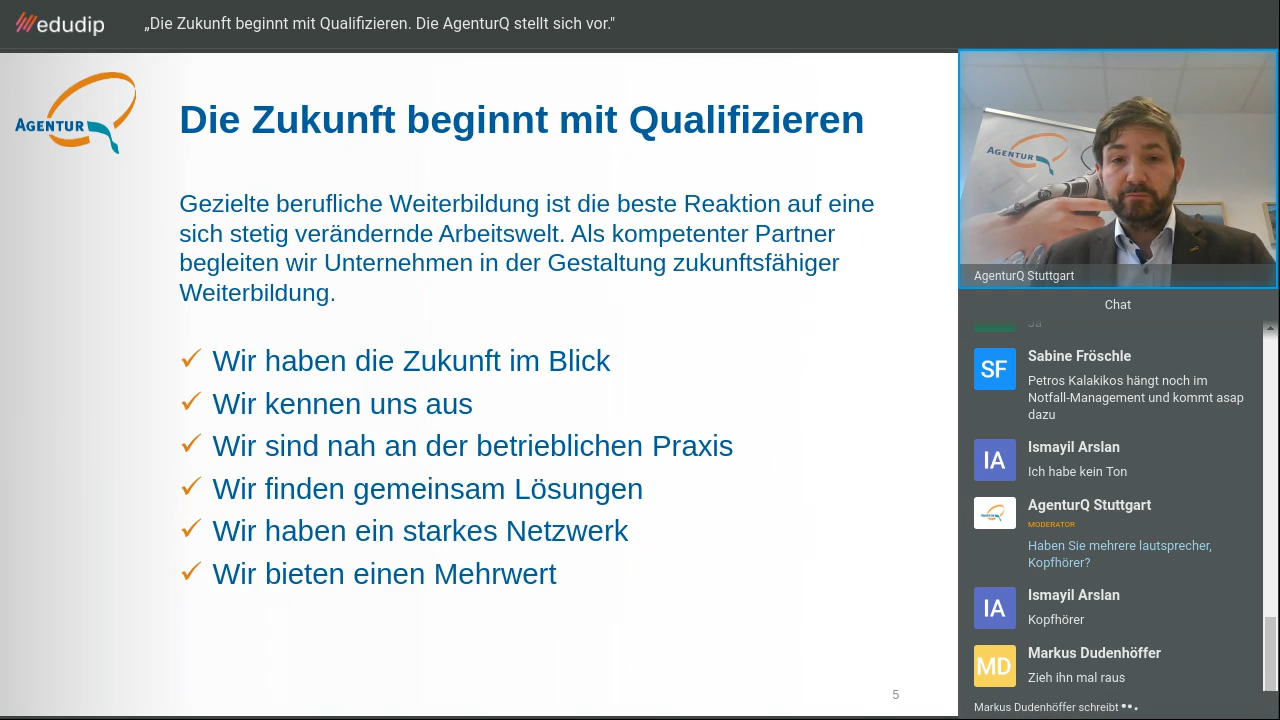 edudip
„Die Zukunft beginnt mit Qualifizieren. Die AgenturQ stellt sich vor."
AGENTUR
Die Zukunft beginnt mit Qualifizieren
Gezielte berufliche Weiterbildung ist die beste Reaktion auf eine
sich stetig verändernde Arbeitswelt. Als kompetenter Partner
begleiten wir Unternehmen in der Gestaltung zukunftsfähiger
Weiterbildung.
✓ Wir haben die Zukunft im Blick
✓ Wir kennen uns aus
✓ Wir sind nah an der betrieblichen Praxis
✓ Wir finden gemeinsam Lösungen
✓ Wir haben ein starkes Netzwerk
✓ Wir bieten einen Mehrwert
5
AGENTUR
AgenturQ Stuttgart
Chat
Ja
SF
Sabine Fröschle
Petros Kalakikos hängt noch im
Notfall-Management und kommt asap
dazu
IA
Ismayil Arslan
Ich habe kein Ton
AgenturQ Stuttgart
MODERATOR
Haben Sie mehrere lautsprecher,
Kopfhörer?
IA
Ismayil Arslan
Kopfhörer
MD
Markus Dudenhöffer
Zieh ihn mal raus
Markus Dudenhöffer schreibt